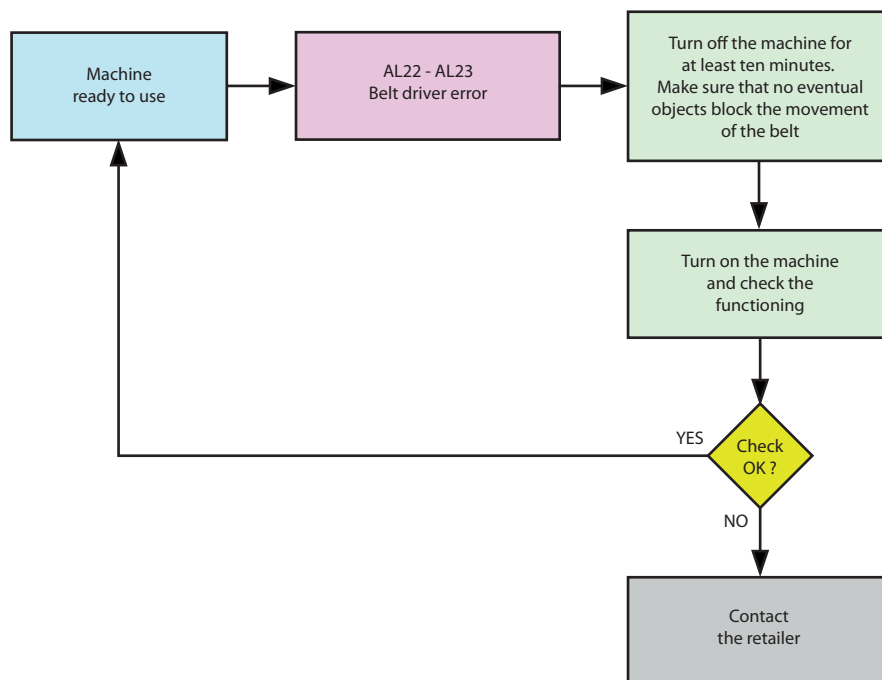 Machine
ready to use
AL22 - AL23
Belt driver error
Turn off the machine for
at least ten minutes.
Make sure that no eventual
objects block the movement
of the belt
Turn on the machine
and check the
functioning
YES
Check
OK ?
NO
Contact
the retailer